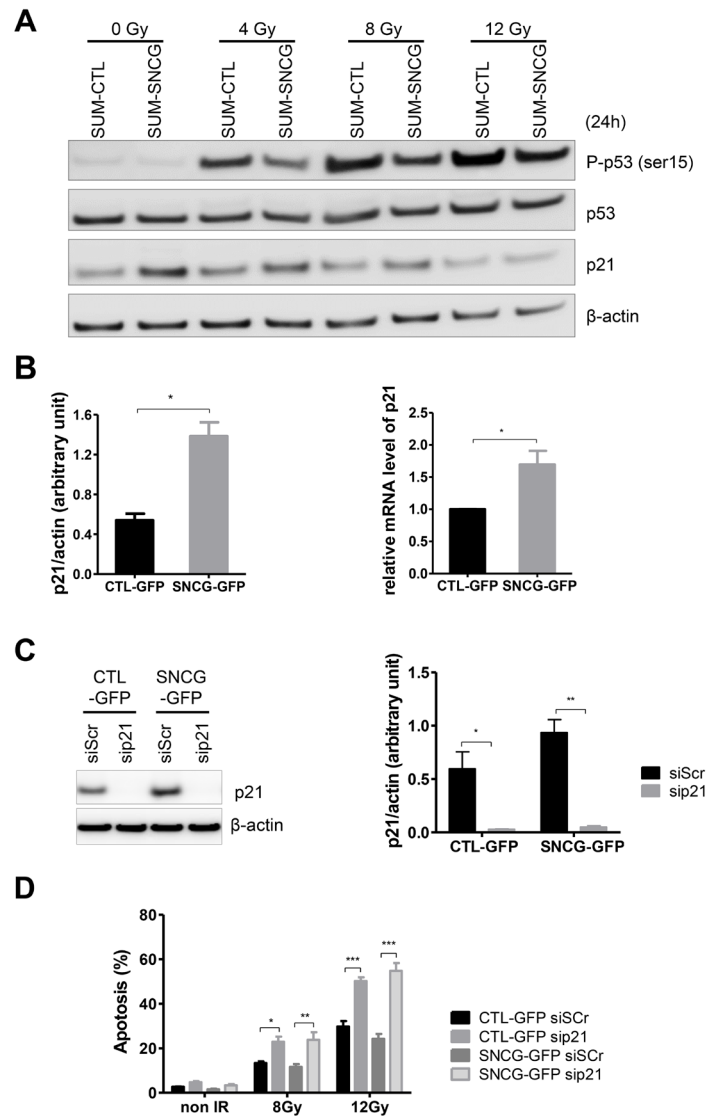 A
0 Gy 4 Gy 8 Gy 12 Gy
SUM-CTL SUM-SNCG SUM-CTL SUM-SNCG SUM-CTL SUM-SNCG SUM-CTL SUM-SNCG
(24h)
P-p53 (ser15)
p53
p21
β-actin
B
p21/actin (arbitrary unit)
1.6
1.2
0.8
0.4
0.0
*
CTL-GFP SNCG-GFP
relative mRNA level of p21
2.5
2.0
1.5
1.0
0.5
0.0
*
CTL-GFP SNCG-GFP
C
CTL SNCG
-GFP -GFP
siScr sip21 siScr sip21
p21
β-actin
p21/actin (arbitrary unit)
1.5
1.0
0.5
0.0
*
**
CTL-GFP SNCG-GFP
siScr
sip21
D
Apotosis (%)
80
60
40
20
0
* ** *** ***
non IR 8Gy 12Gy
CTL-GFP siSCr
CTL-GFP sip21
SNCG-GFP siSCr
SNCG-GFP sip21